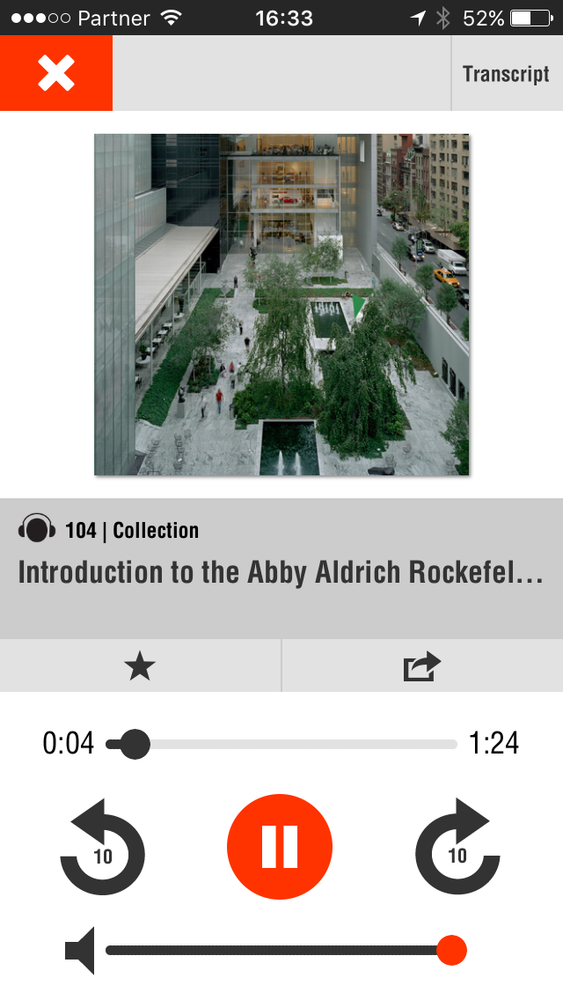 Partner 16:33 52%
Transcript
104 | Collection
Introduction to the Abby Aldrich Rockefel...
0:04 1:24
10 10